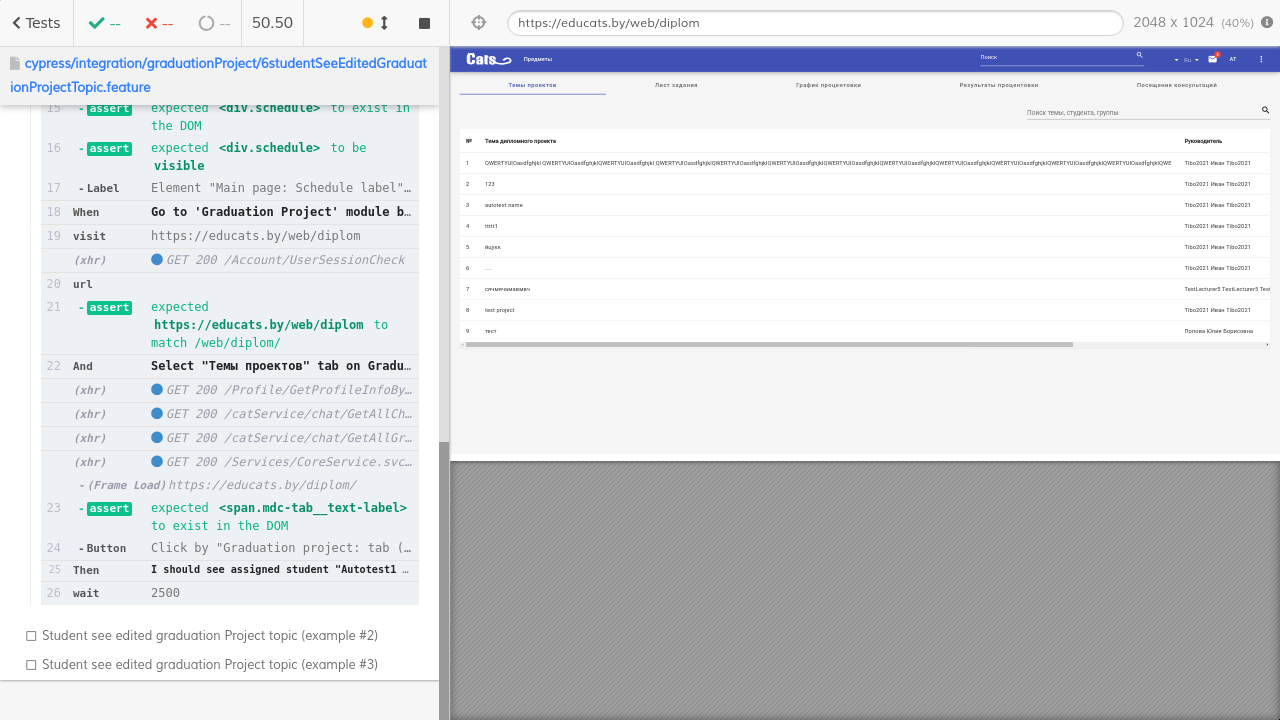 Tests
--
--
--
50.50
https://educats.by/web/diplom
2048 x 1024 (40%)
cypress/integration/graduationProject/6studentSeeEditedGraduat
ionProjectTopic.feature
15 - assert expected <div.schedule> to exist in
the DOM
16 - assert expected <div.schedule> to be
visible
17 - Label Element "Main page: Schedule label"…
18 When Go to 'Graduation Project' module b…
19 visit https://educats.by/web/diplom
(xhr) GET 200 /Account/UserSessionCheck
20 url
21 - assert expected
https://educats.by/web/diplom to
match /web/diplom/
22 And Select "Темы проектов" tab on Gradu…
(xhr) GET 200 /Profile/GetProfileInfoBy…
(xhr) GET 200 /catService/chat/GetAllCh…
(xhr) GET 200 /catService/chat/GetAllGr…
(xhr) GET 200 /Services/CoreService.svc…
- (Frame Load) https://educats.by/diplom/
23 - assert expected <span.mdc-tab__text-label>
to exist in the DOM
24 - Button Click by "Graduation project: tab (…
25 Then I should see assigned student "Autotest1 …
26 wait 2500
Student see edited graduation Project topic (example #2)
Student see edited graduation Project topic (example #3)
Cats Предметы Поиск Ru AT
Темы проектов Лист задания График процентовки Результаты процентовки Посещение консультаций
Поиск темы, студента, группы
№ Тема дипломного проекта Руководитель
1 Tibo2021 Иван Tibo2021
2 123 Tibo2021 Иван Tibo2021
3 autotest name Tibo2021 Иван Tibo2021
4 ttttt1 Tibo2021 Иван Tibo2021
5 йцукк Tibo2021 Иван Tibo2021
6 Tibo2021 Иван Tibo2021
7 TestLecturer5 TestLecturer5 Test
8 test project Tibo2021 Иван Tibo2021
9 тест Попова Юлия Борисовна